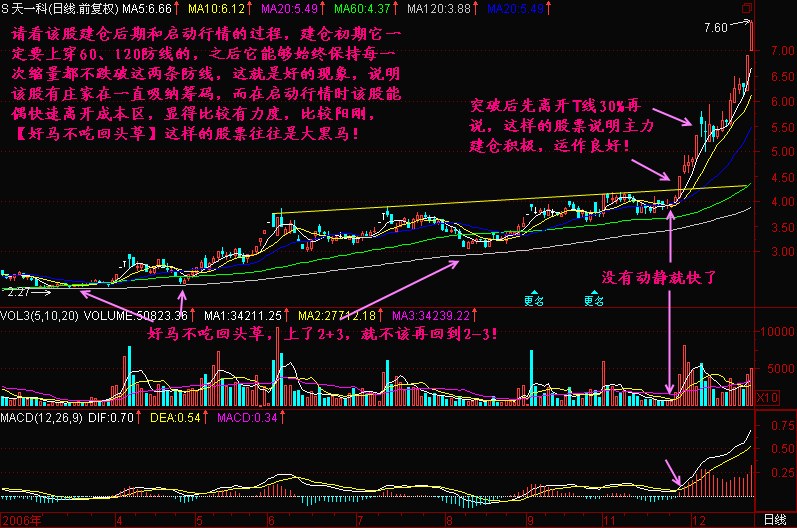 S天一科(日线.前复权) MA5:6.66↑ MA10:6.12↑ MA20:5.49↑ MA60:4.37↑ MA120:3.88↑ MA20:5.49↑
7.60
请看该股建仓后期和启动行情的过程，建仓初期它一
定要上穿60、120防线的，之后它能够始终保持每一
次缩量都不跌破这两条防线，这就是好的现象，说明
该股有庄家在一直吸纳筹码，而在启动行情时该股能
偶快速离开成本区，显得比较有力度，比较阳刚，
【好马不吃回头草】这样的股票往往是大黑马！
突破后先离开T线30%再
说，这样的股票说明主力
建仓积极，运作良好！
7.00
6.50
6.00
5.50
5.00
4.50
4.00
3.50
3.00
没有动静就快了
2.27
更名
更名
VOL3(5,10,20) VOLUME:50823.36↑ MA1:34211.25↑ MA2:27712.18↑ MA3:34239.22↑
好马不吃回头草，上了2+3，就不该再回到2-3！
10000
5000
X10
MACD(12,26,9) DIF:0.70↑ DEA:0.54↑ MACD:0.34↑
0.75
0.50
0.25
2006年 4 5 6 7 8 9 11 12 日线